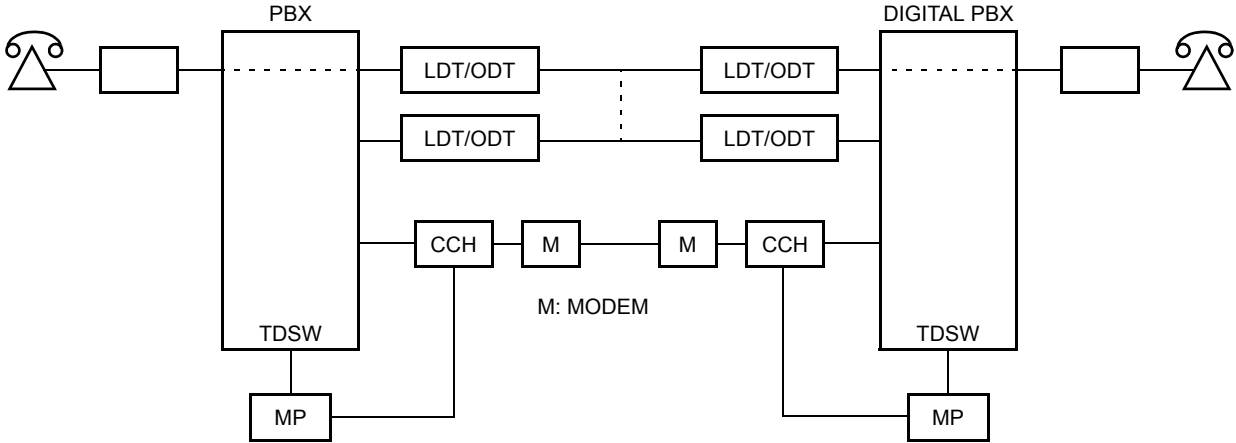 PBX
DIGITAL PBX
LDT/ODT
LDT/ODT
LDT/ODT
LDT/ODT
CCH
M
M
CCH
M: MODEM
TDSW
TDSW
MP
MP